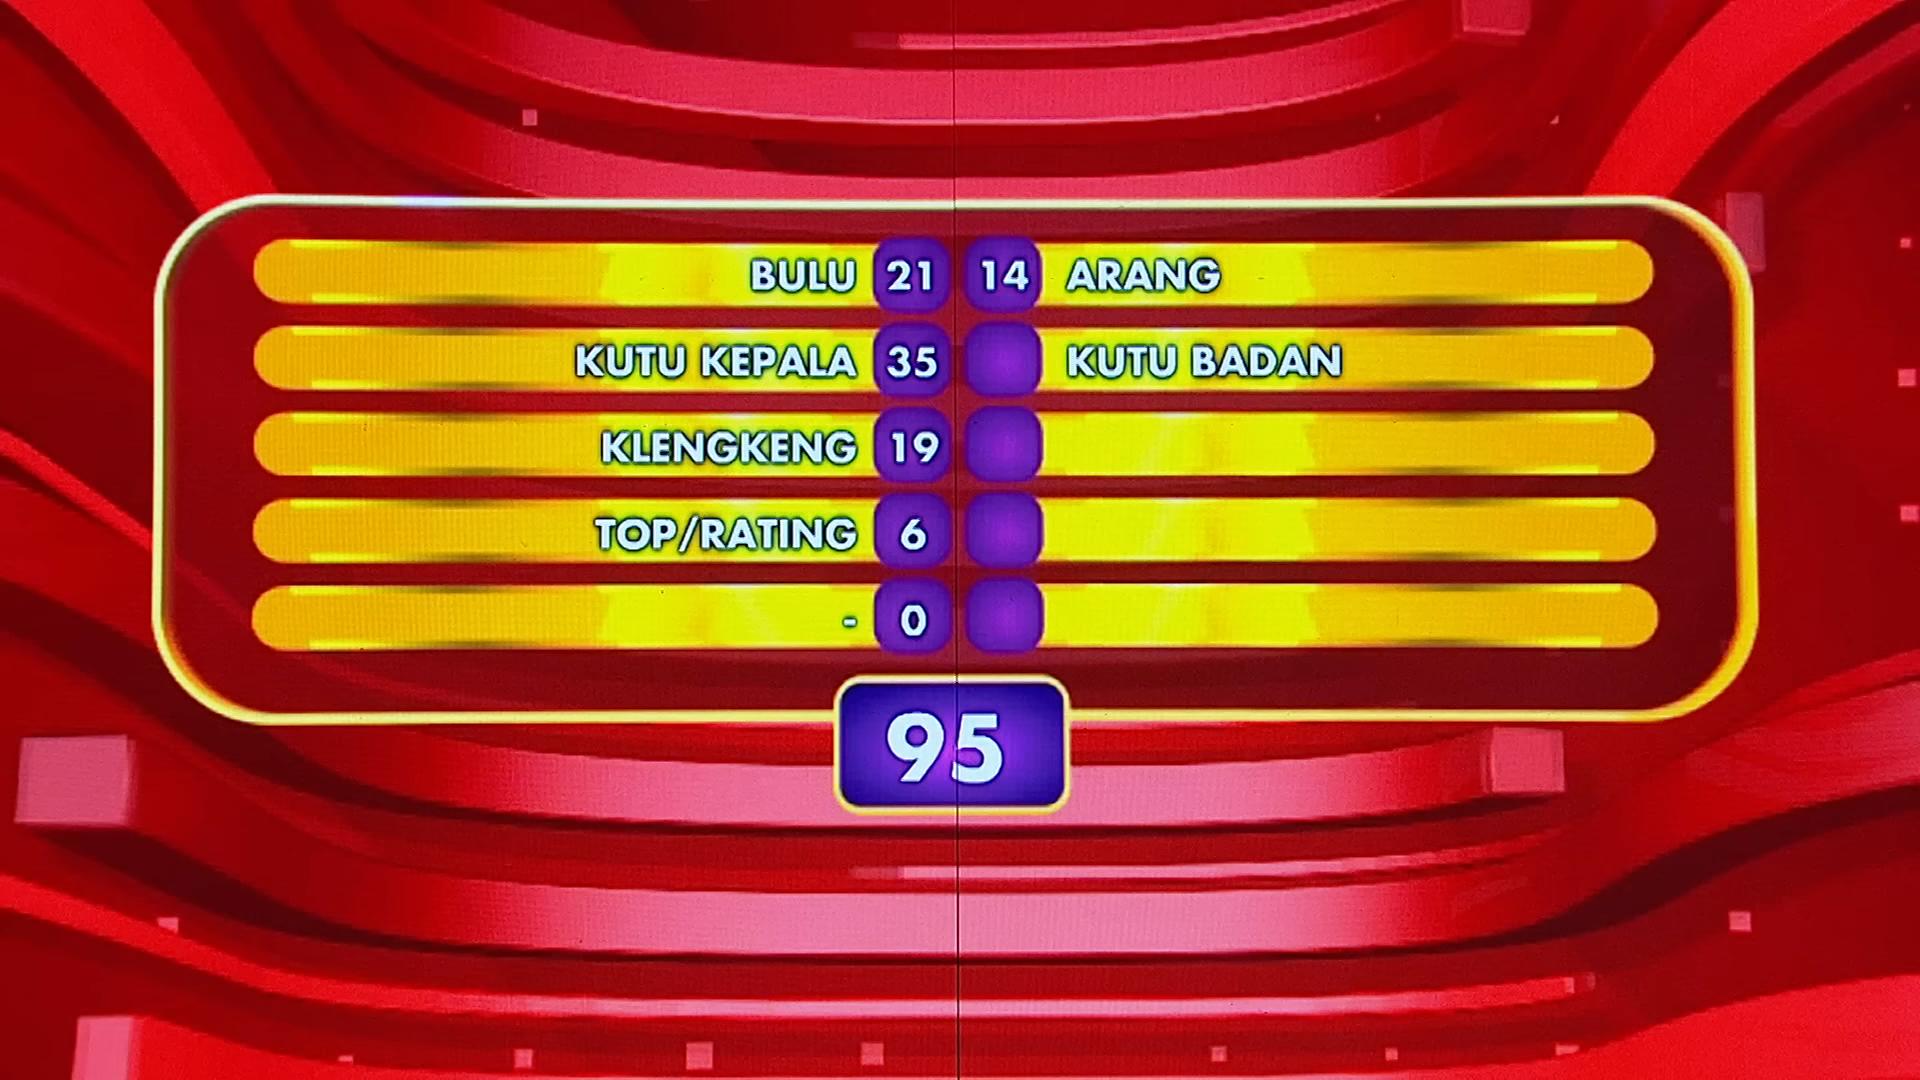 BULU 21 14 ARANG
KUTU KEPALA 35 KUTU BADAN
KLENGKENG 19
TOP/RATING 6
- 0
95